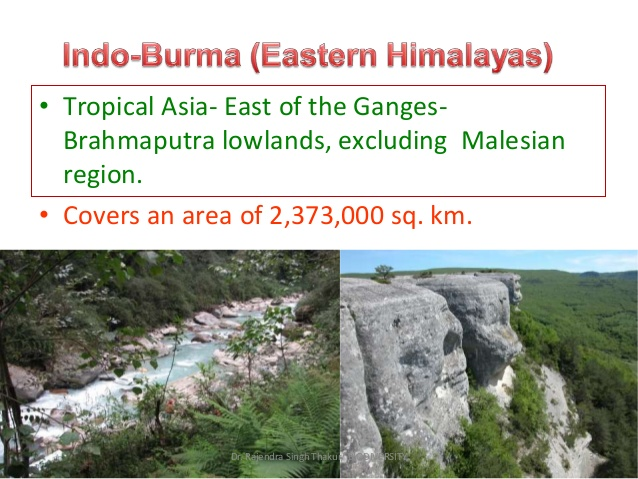 Indo-Burma (Eastern Himalayas)
• Tropical Asia- East of the Ganges-
Brahmaputra lowlands, excluding Malesian
region.
• Covers an area of 2,373,000 sq. km.
Dr. Rajendra Singh Thakur